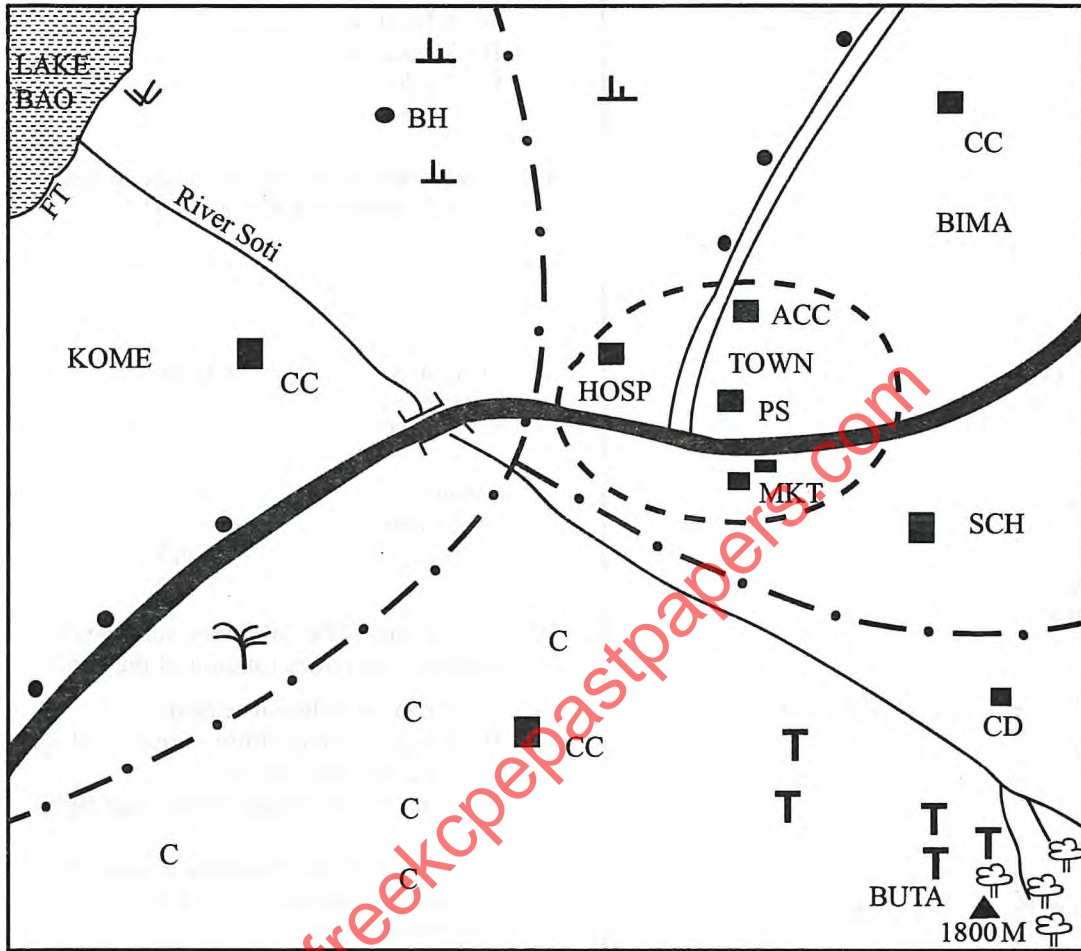 LAKE
BAO
BH
CC
FT
River Soti
BIMA
ACC
KOME
CC
HOSP
TOWN
PS
MKT
SCH
C
C
CC
CD
T
C
T
T
T
C
T
C
BUTA
1800 M
freekcpepastpapers.com